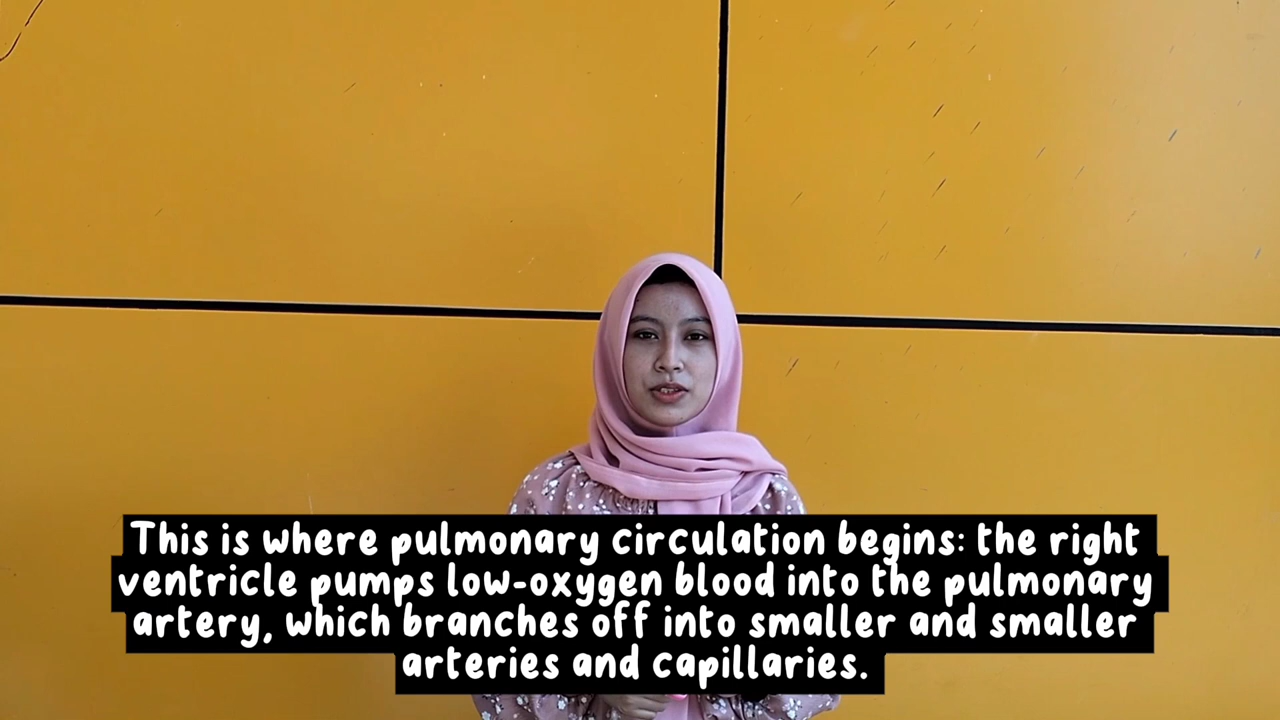 This is where pulmonary circulation begins: the right
ventricle pumps low-oxygen blood into the pulmonary
artery, which branches off into smaller and smaller
arteries and capillaries.